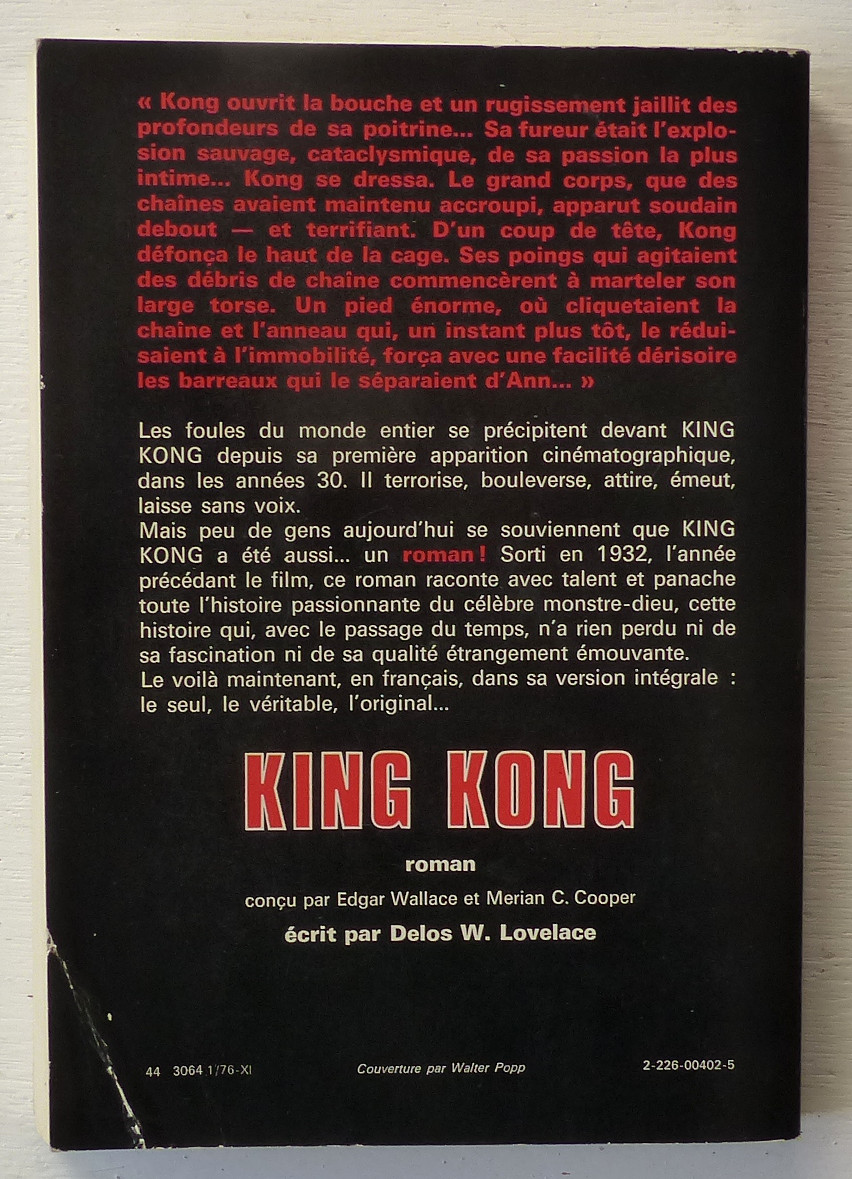 « Kong ouvrit la bouche et un rugissement jaillit des
profondeurs de sa poitrine... Sa fureur était l'explo-
sion sauvage, cataclysmique, de sa passion la plus
intime... Kong se dressa. Le grand corps, que des
chaînes avaient maintenu accroupi, apparut soudain
debout — et terrifiant. D'un coup de tête, Kong
défonça le haut de la cage. Ses poings qui agitaient
des débris de chaîne commencèrent à marteler son
large torse. Un pied énorme, où cliquetaient la
chaîne et l'anneau qui, un instant plus tôt, le rédui-
saient à l'immobilité, força avec une facilité dérisoire
les barreaux qui le séparaient d'Ann... »
Les foules du monde entier se précipitent devant KING
KONG depuis sa première apparition cinématographique,
dans les années 30. Il terrorise, bouleverse, attire, émeut,
laisse sans voix.
Mais peu de gens aujourd'hui se souviennent que KING
KONG a été aussi... un roman ! Sorti en 1932, l'année
précédant le film, ce roman raconte avec talent et panache
toute l'histoire passionnante du célèbre monstre-dieu, cette
histoire qui, avec le passage du temps, n'a rien perdu ni de
sa fascination ni de sa qualité étrangement émouvante.
Le voilà maintenant, en français, dans sa version intégrale :
le seul, le véritable, l'original...
KING KONG
roman
conçu par Edgar Wallace et Merian C. Cooper
écrit par Delos W. Lovelace
44 3064 1/76-XI Couverture par Walter Popp 2-226-00402-5